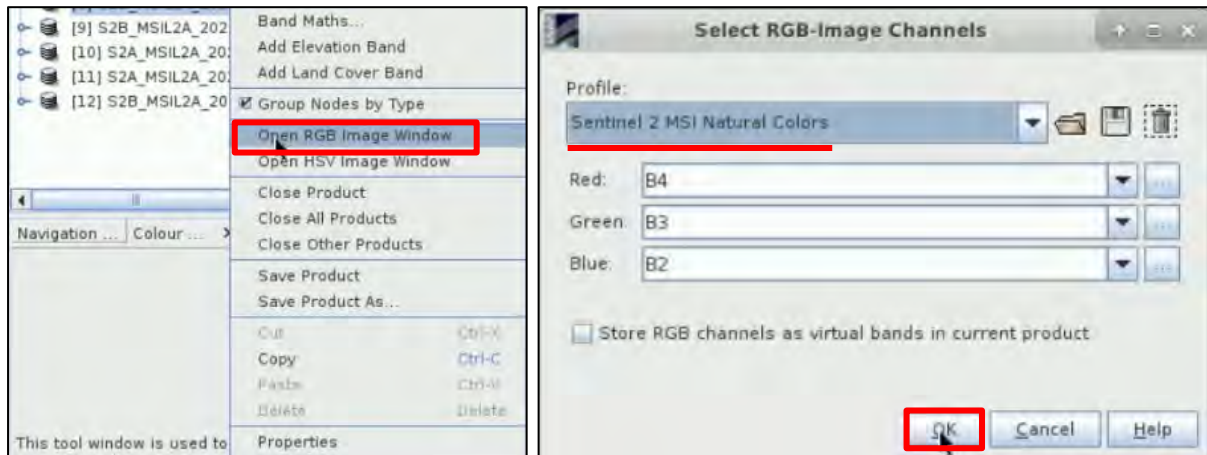 [9] S2B_MSIL2A_202
[10] S2A_MSIL2A_20
[11] S2A_MSIL2A_20
[12] S2B_MSIL2A_20
Navigation ... Colour ...
This tool window is used to
Band Maths...
Add Elevation Band
Add Land Cover Band
Group Nodes by Type
Open RGB Image Window
Open HSV Image Window
Close Product
Close All Products
Close Other Products
Save Product
Save Product As...
Cut Ctrl-X
Copy Ctrl-C
Paste Ctrl-V
Delete Delete
Properties
Select RGB-Image Channels
Profile:
Sentinel 2 MSI Natural Colors
Red: B4
...
Green: B3
...
Blue: B2
...
Store RGB channels as virtual bands in current product
OK Cancel Help